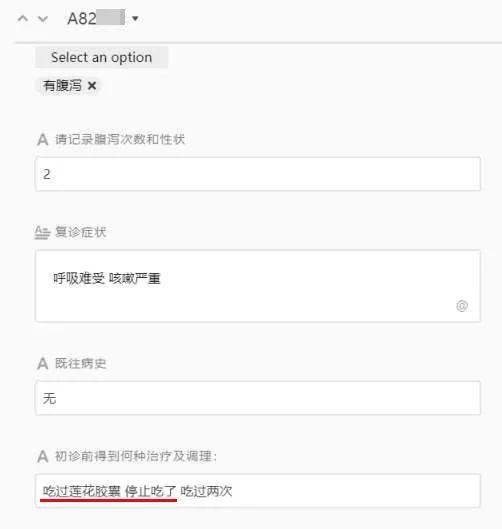 A82
Select an option
有腹泻 ×
请记录腹泻次数和性状
2
复诊症状
呼吸难受 咳嗽严重
@
既往病史
无
初诊前得到何种治疗及调理：
吃过莲花胶囊 停止吃了 吃过两次